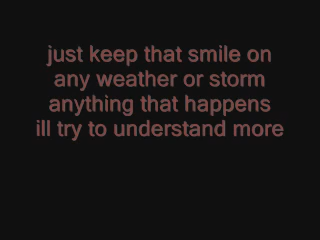 just keep that smile on
any weather or storm
anything that happens
ill try to understand more